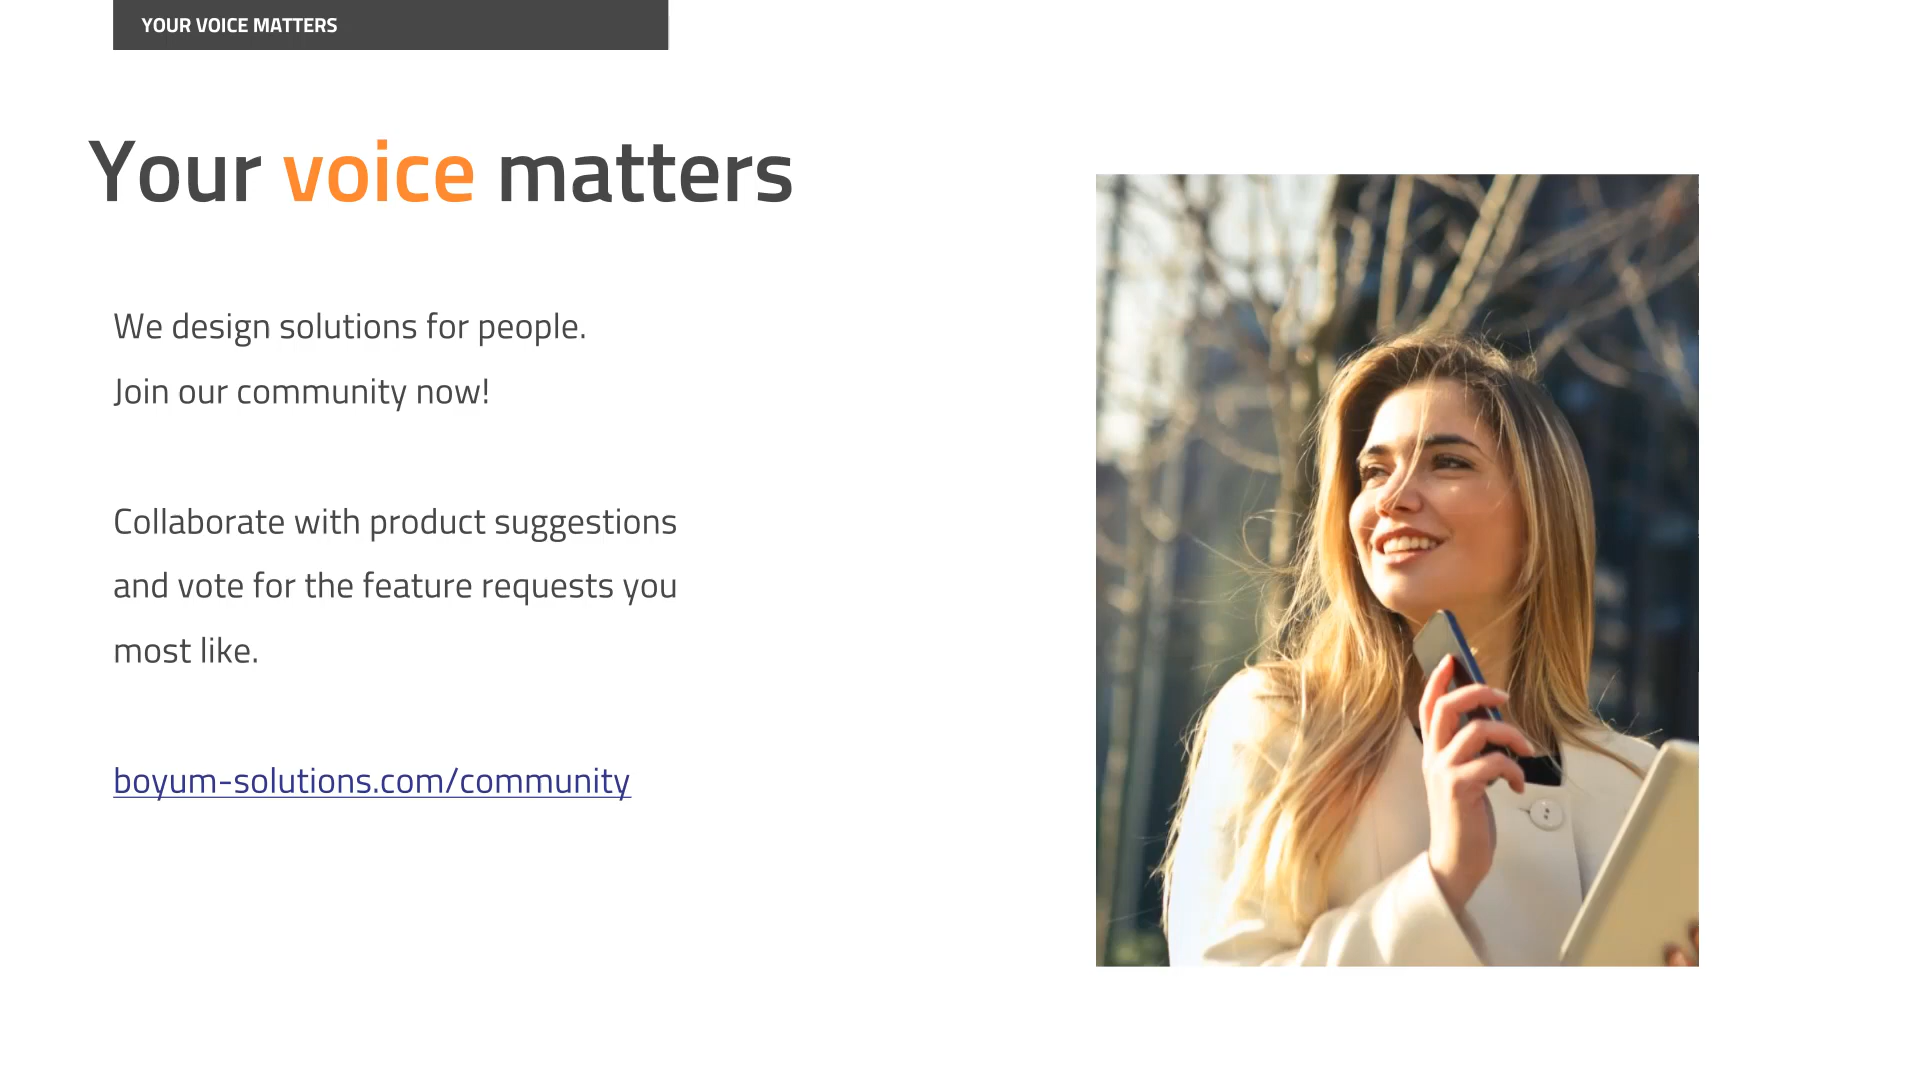 YOUR VOICE MATTERS
Your voice matters
We design solutions for people.
Join our community now!
Collaborate with product suggestions
and vote for the feature requests you
most like.
boyum-solutions.com/community